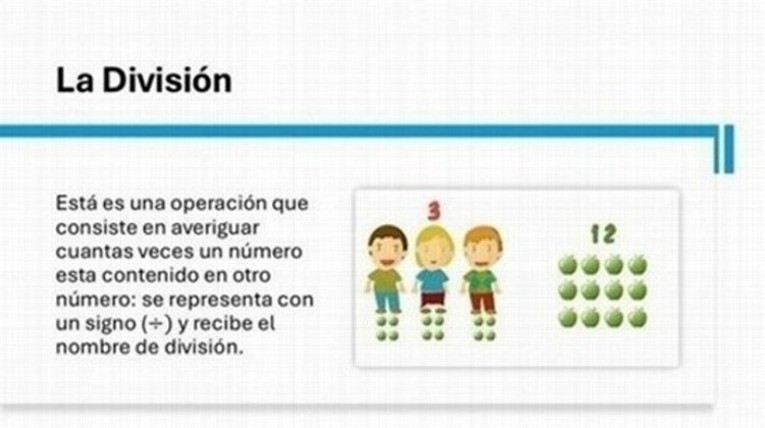 La División
Está es una operación que
consiste en averiguar
cuantas veces un número
esta contenido en otro
número: se representa con
un signo (÷) y recibe el
nombre de división.
3
12